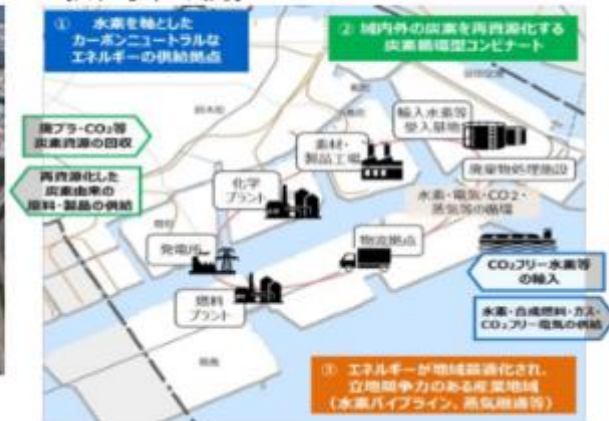 ① 水素を軸とした
カーボンニュートラルな
エネルギーの供給拠点
② 域内外の炭素を再資源化する
炭素循環型コンビナート
廃プラ・CO₂等
炭素資源の回収
再資源化した
炭素由来の
原料・製品の供給
素材・
製品工場
輸入水素等
受入基地
廃棄物処理施設
化学
プラント
水素・電気・CO2・
蒸気等の循環
発電所
物流拠点
燃料
プラント
CO₂フリー水素等
の輸入
水素・合成燃料・ガス・
CO₂フリー電気の供給
③ エネルギーが地域最適化され、
立地競争力のある産業地域
(水素パイプライン、蒸気融通等)